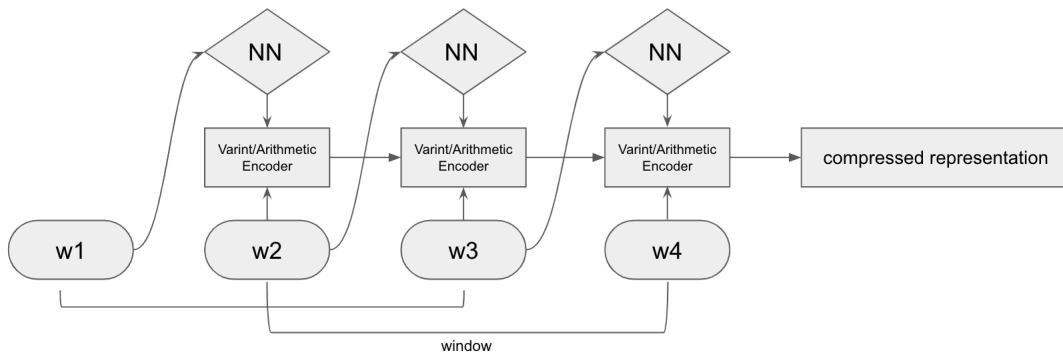 NN
NN
NN
Varint/Arithmetic
Encoder
Varint/Arithmetic
Encoder
Varint/Arithmetic
Encoder
compressed representation
w1
w2
w3
w4
window